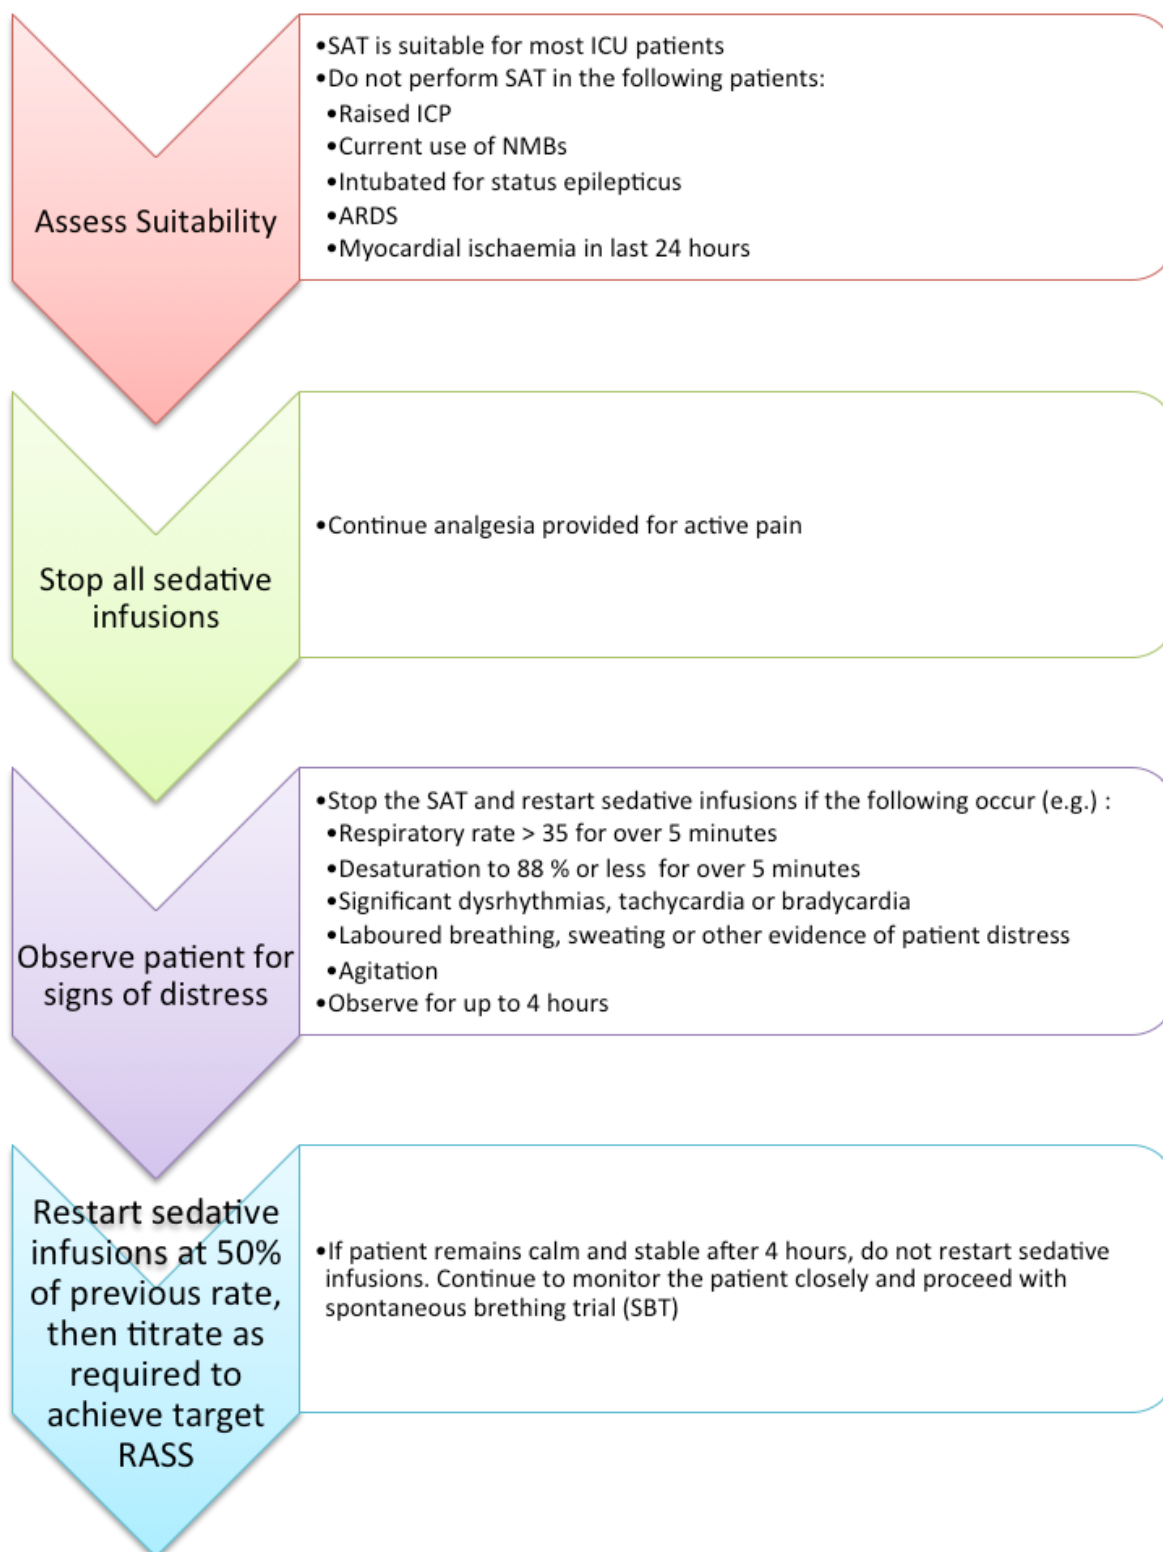 Assess Suitability
•SAT is suitable for most ICU patients
•Do not perform SAT in the following patients:
•Raised ICP
•Current use of NMBs
•Intubated for status epilepticus
•ARDS
•Myocardial ischaemia in last 24 hours
Stop all sedative
infusions
•Continue analgesia provided for active pain
Observe patient for
signs of distress
•Stop the SAT and restart sedative infusions if the following occur (e.g.) :
•Respiratory rate > 35 for over 5 minutes
•Desaturation to 88 % or less  for over 5 minutes
•Significant dysrhythmias, tachycardia or bradycardia
•Laboured breathing, sweating or other evidence of patient distress
•Agitation
•Observe for up to 4 hours
Restart sedative
infusions at 50%
of previous rate,
then titrate as
required to
achieve target
RASS
•If patient remains calm and stable after 4 hours, do not restart sedative
infusions. Continue to monitor the patient closely and proceed with
spontaneous brething trial (SBT)